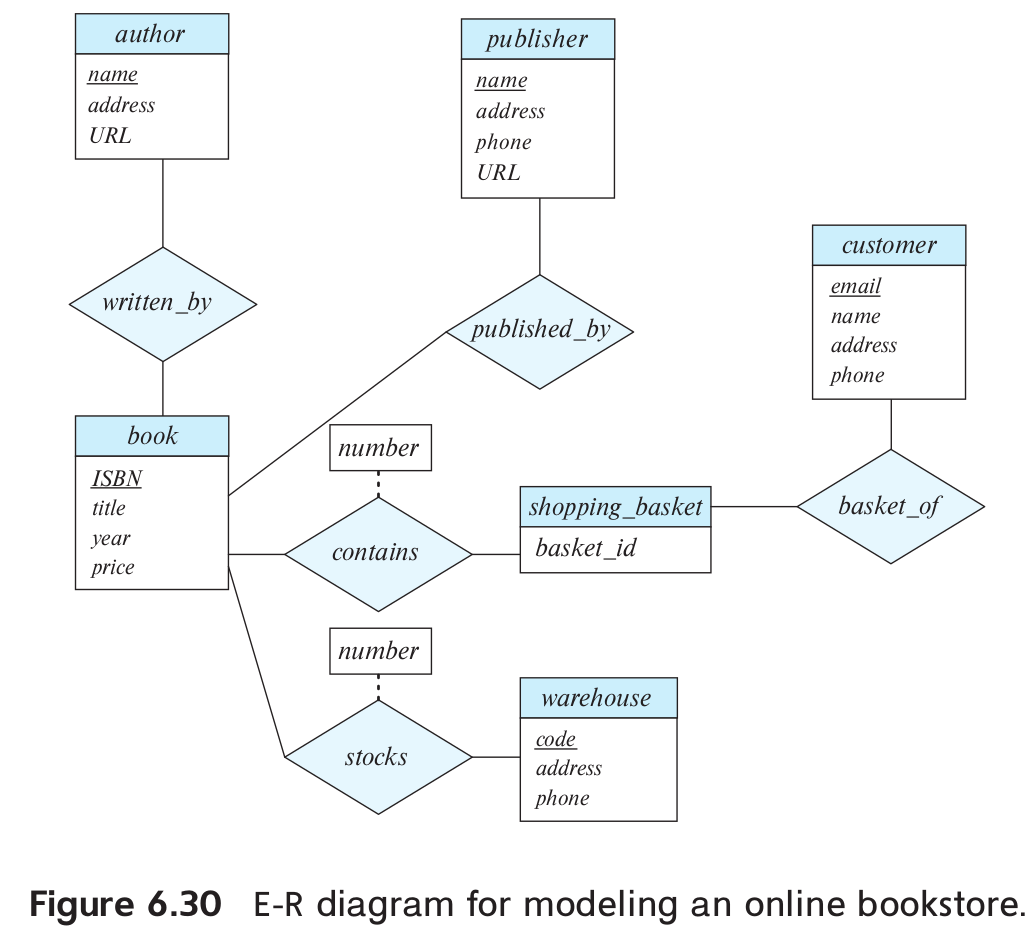 author
name
address
URL
publisher
name
address
phone
URL
customer
email
name
address
phone
written_by
published_by
book
ISBN
title
year
price
number
contains
shopping_basket
basket_id
basket_of
number
stocks
warehouse
code
address
phone
Figure 6.30 E-R diagram for modeling an online bookstore.